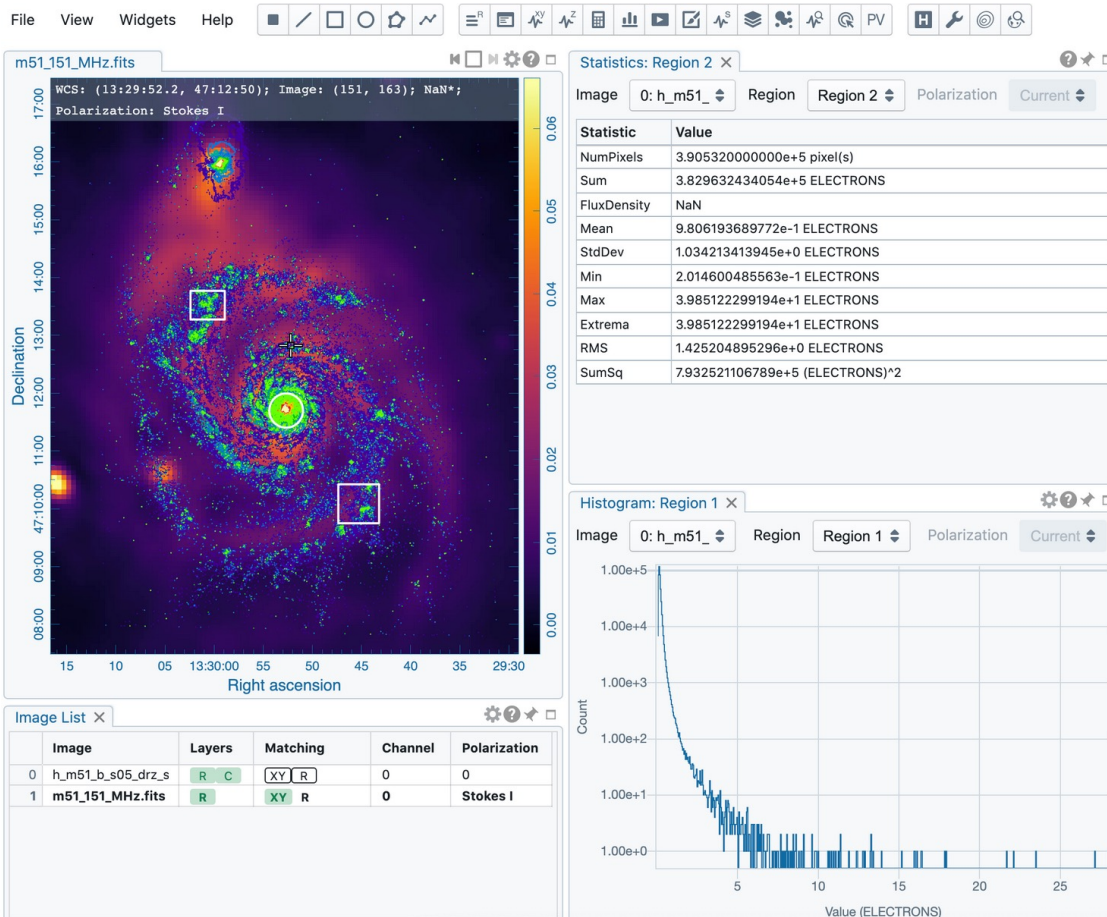 File View Widgets Help
R XY Z S PV H
m51_151_MHz.fits
WCS: (13:29:52.2, 47:12:50); Image: (151, 163); NaN*;
Polarization: Stokes I
17:00
16:00
15:00
14:00
13:00
12:00
11:00
47:10:00
09:00
08:00
Declination
15 10 05 13:30:00 55 50 45 40 35 29:30
Right ascension
0.06
0.05
0.04
0.03
0.02
0.01
0.00
Image List
Image Layers Matching Channel Polarization
0 h_m51_b_s05_drz_s R C XY R 0 0
1 m51_151_MHz.fits R XY R 0 Stokes I
Statistics: Region 2
Image 0: h_m51_ Region Region 2 Polarization Current
Statistic Value
NumPixels 3.905320000000e+5 pixel(s)
Sum 3.829632434054e+5 ELECTRONS
FluxDensity NaN
Mean 9.806193689772e-1 ELECTRONS
StdDev 1.034213413945e+0 ELECTRONS
Min 2.014600485563e-1 ELECTRONS
Max 3.985122299194e+1 ELECTRONS
Extrema 3.985122299194e+1 ELECTRONS
RMS 1.425204895296e+0 ELECTRONS
SumSq 7.932521106789e+5 (ELECTRONS)^2
Histogram: Region 1
Image 0: h_m51_ Region Region 1 Polarization Current
1.00e+5
1.00e+4
1.00e+3
1.00e+2
1.00e+1
1.00e+0
Count
5 10 15 20 25
Value (ELECTRONS)